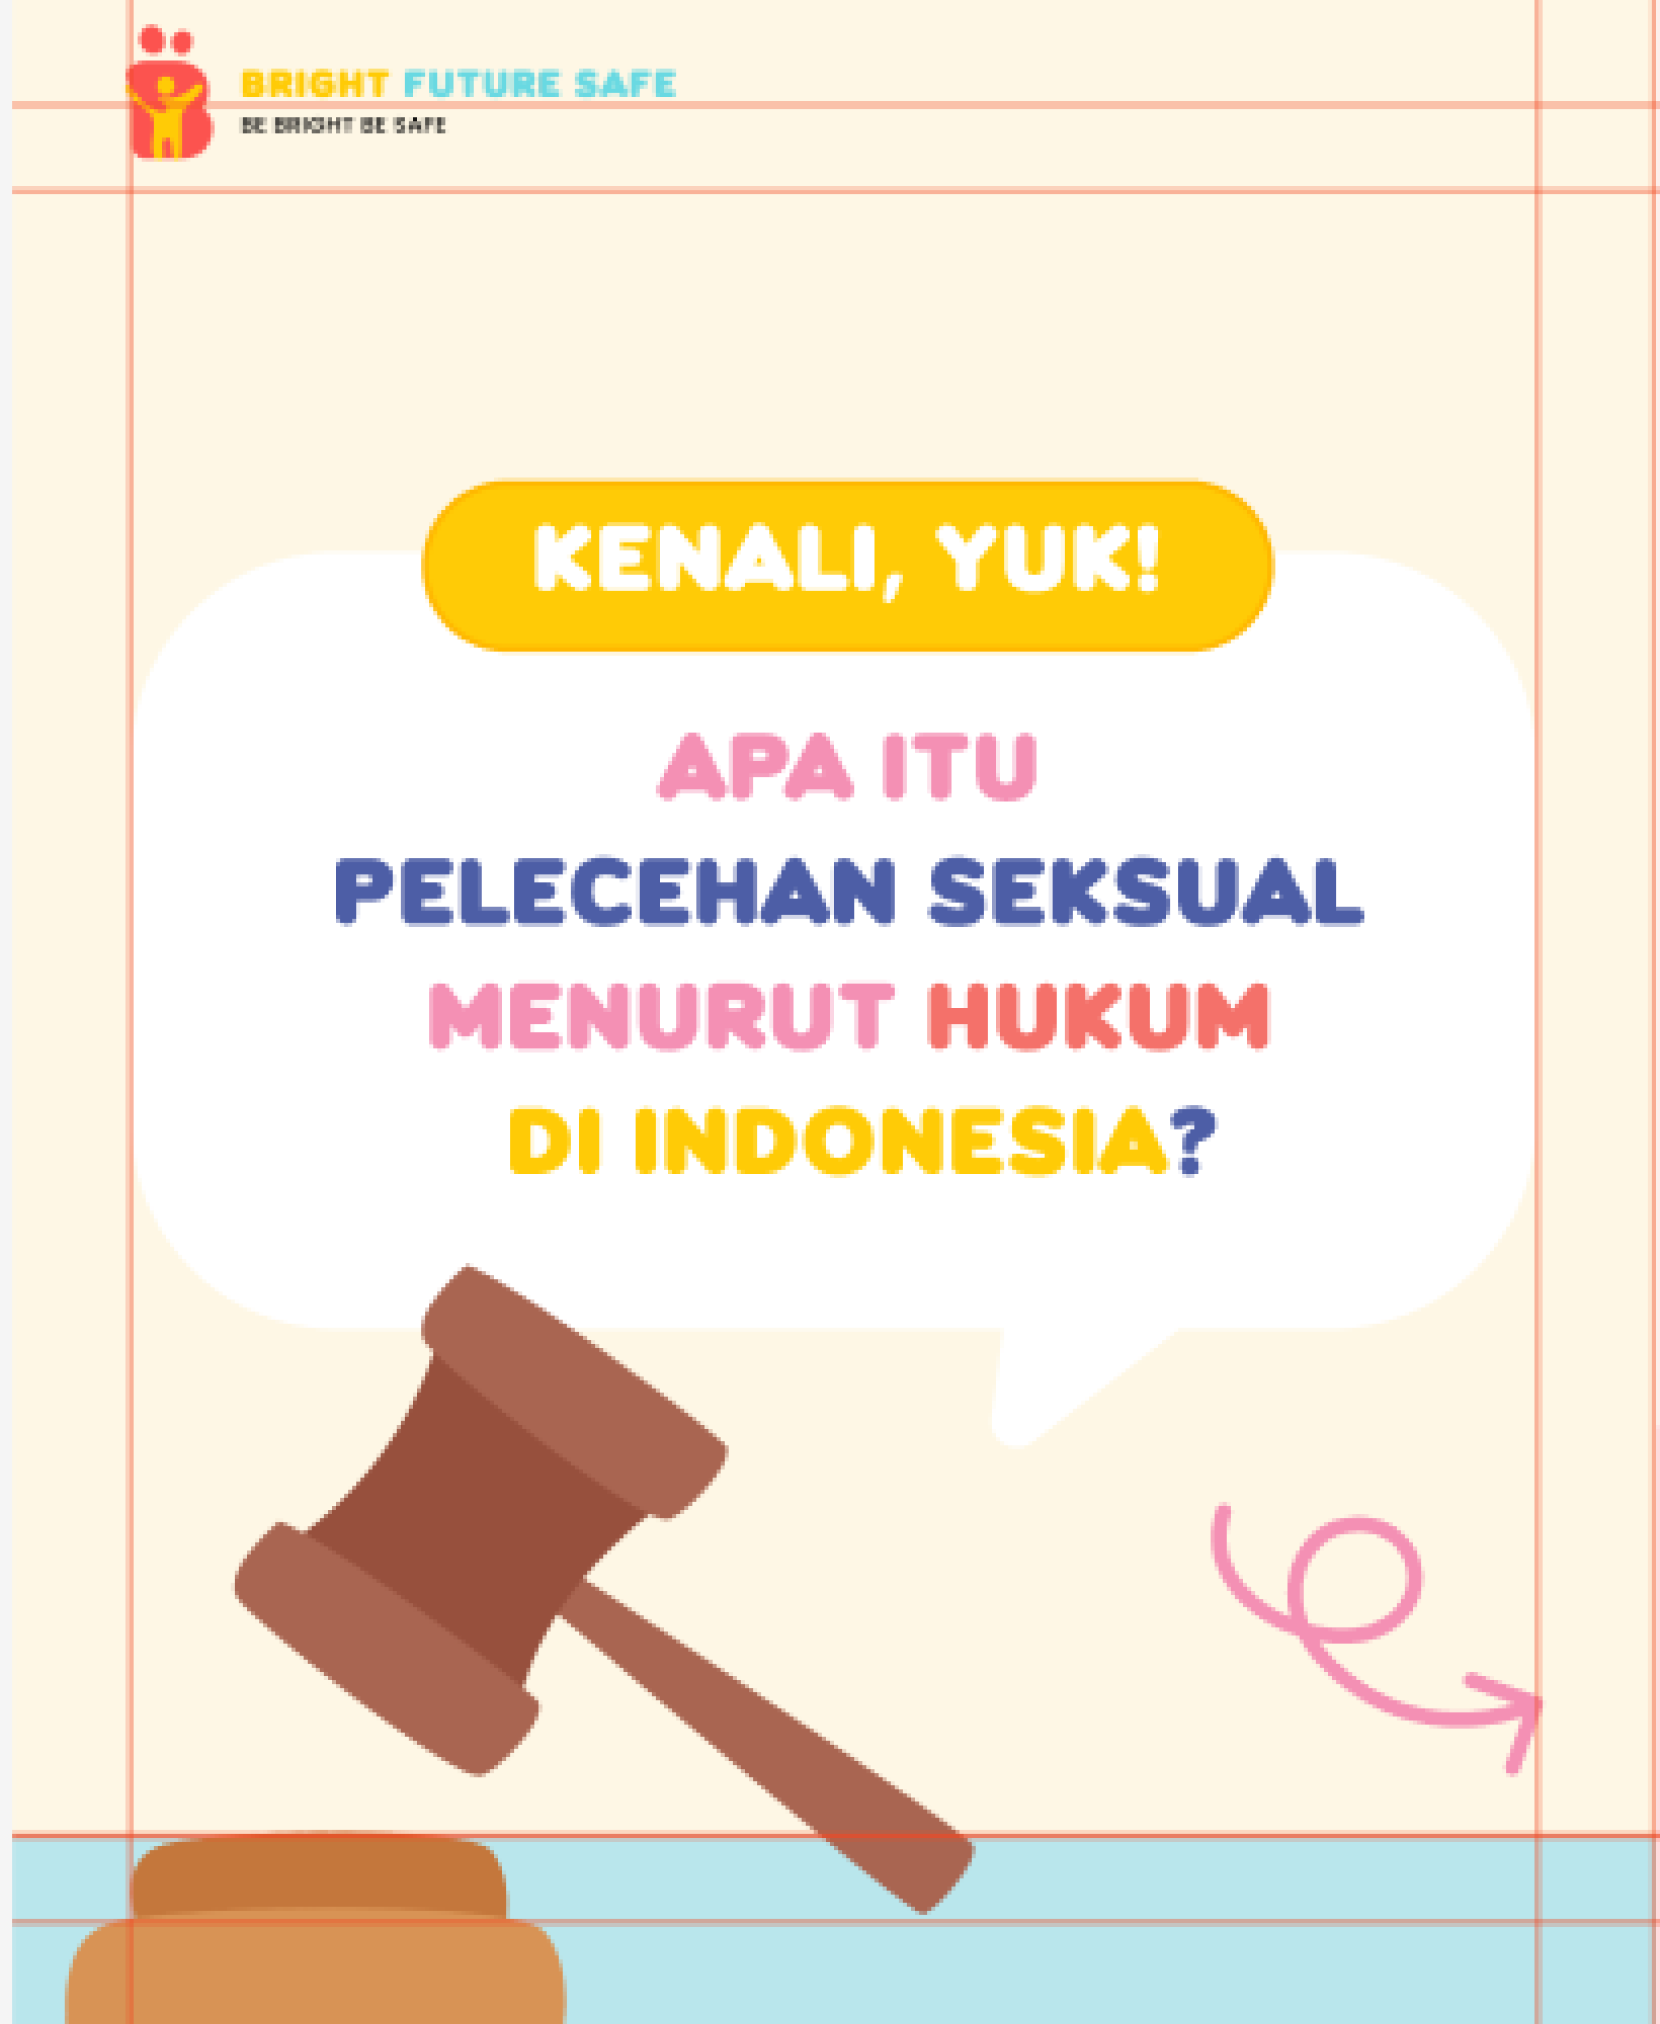 BRIGHT FUTURE SAFE
BE BRIGHT BE SAFE
KENALI, YUK!
APA ITU
PELECEHAN SEKSUAL
MENURUT HUKUM
DI INDONESIA?